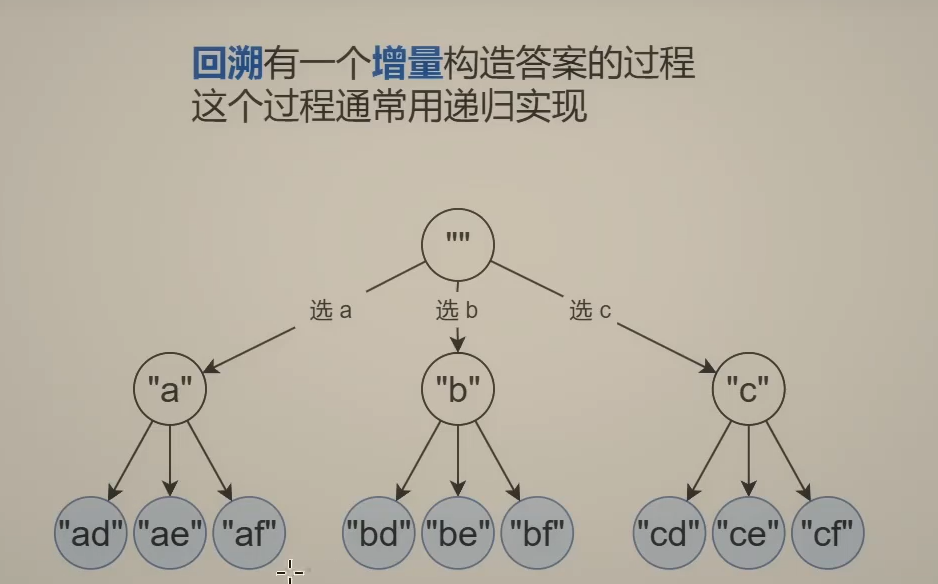 回溯有一个增量构造答案的过程
这个过程通常用递归实现
""
选 a
选 b
选 c
"a"
"b"
"c"
"ad"
"ae"
"af"
"bd"
"be"
"bf"
"cd"
"ce"
"cf"